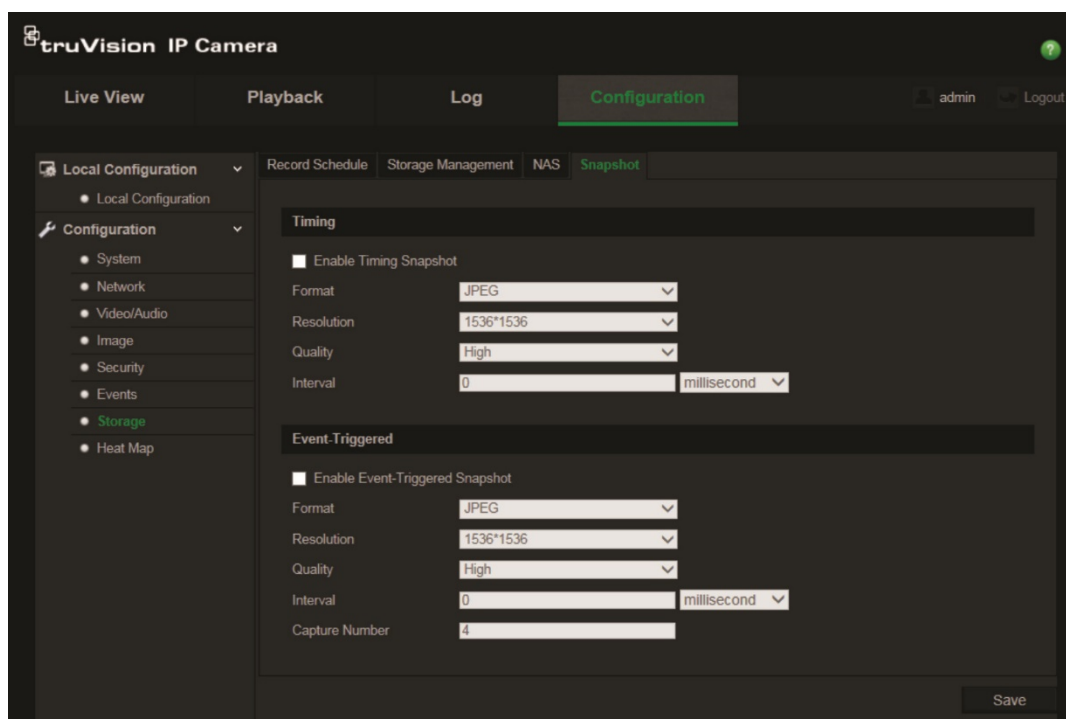 truVision IP Camera
?
Live View Playback Log Configuration admin Logout
Local Configuration
Local Configuration
Configuration
System
Network
Video/Audio
Image
Security
Events
Storage
Heat Map
Record Schedule Storage Management NAS Snapshot
Timing
Enable Timing Snapshot
Format JPEG
Resolution 1536*1536
Quality High
Interval 0 millisecond
Event-Triggered
Enable Event-Triggered Snapshot
Format JPEG
Resolution 1536*1536
Quality High
Interval 0 millisecond
Capture Number 4
Save